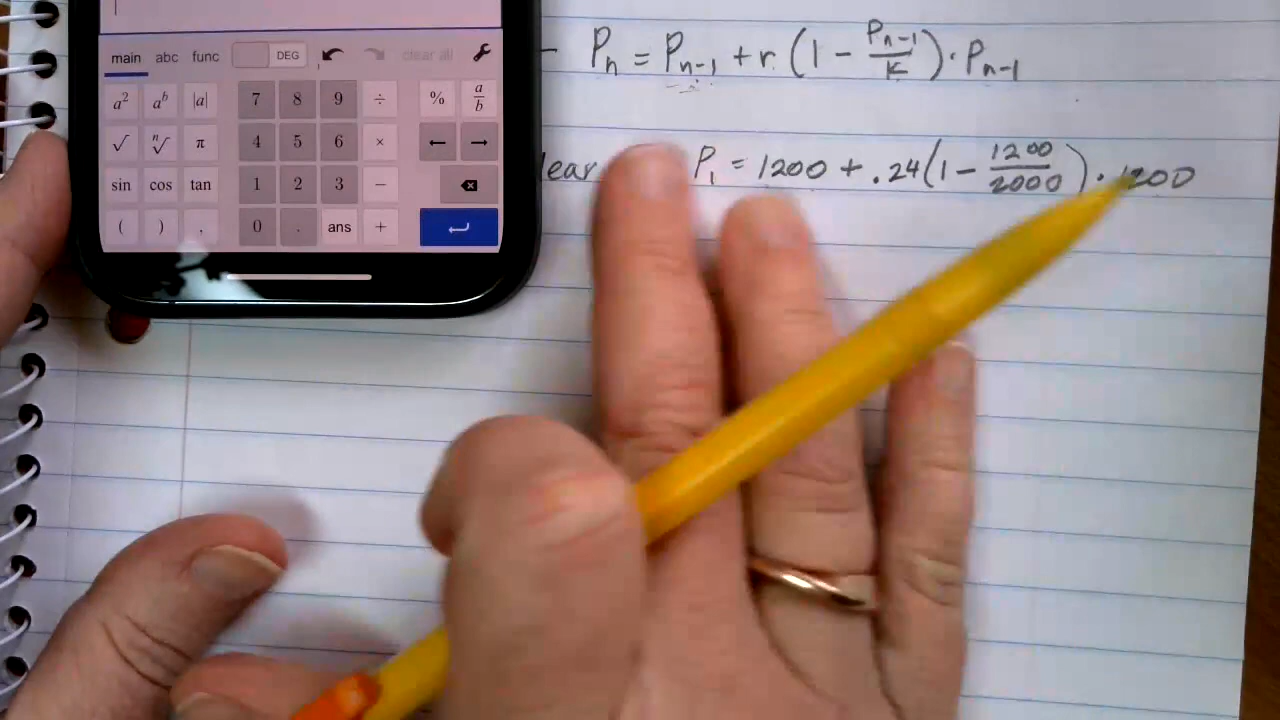 main abc func DEG clear all
a² aᵇ |a| 7 8 9 ÷ % a/b
√ ⁿ√ π 4 5 6 × ← →
sin cos tan 1 2 3 −
( ) , 0 . ans +
− Pₙ = Pₙ₋₁ + r (1 − Pₙ₋₁/K) · Pₙ₋₁
P₁ = 1200 + .24(1 − 1200/2000) · 1200